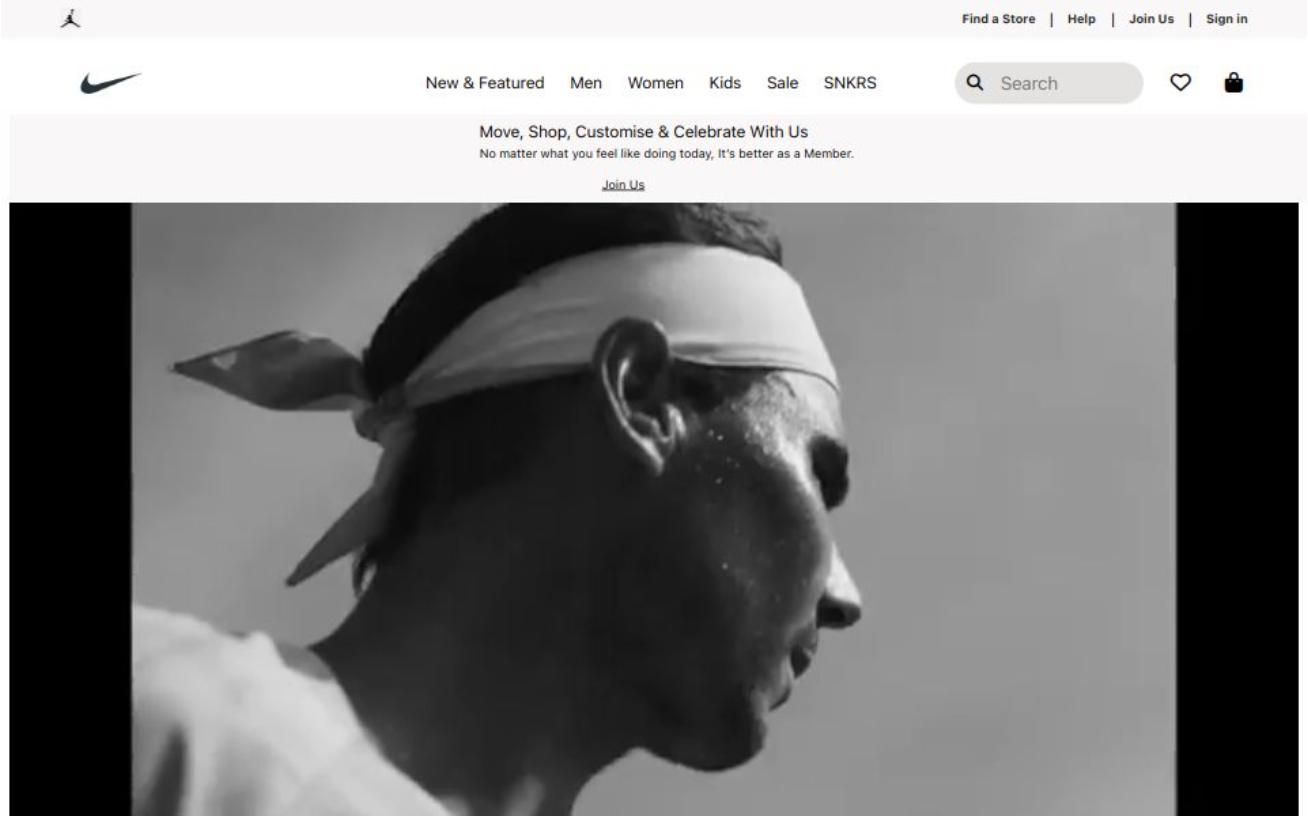 Find a Store | Help | Join Us | Sign in
New & Featured Men Women Kids Sale SNKRS Search
Move, Shop, Customise & Celebrate With Us
No matter what you feel like doing today, It's better as a Member.
Join Us